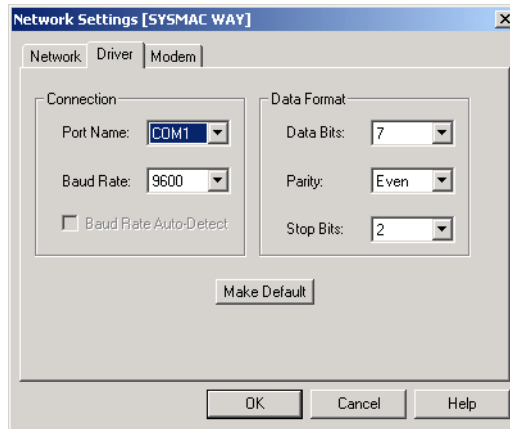 Network Settings [SYSMAC WAY]
Network Driver Modem
Connection
Port Name: COM1
Baud Rate: 9600
Baud Rate Auto-Detect
Data Format
Data Bits: 7
Parity: Even
Stop Bits: 2
Make Default
OK Cancel Help